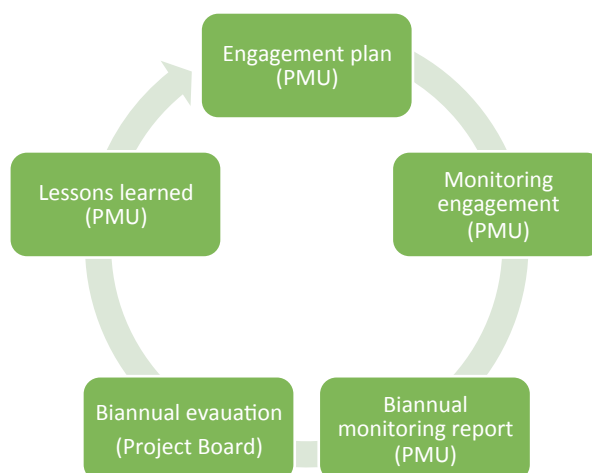 Engagement plan
(PMU)
Monitoring
engagement
(PMU)
Biannual
monitoring report
(PMU)
Biannual evauation
(Project Board)
Lessons learned
(PMU)